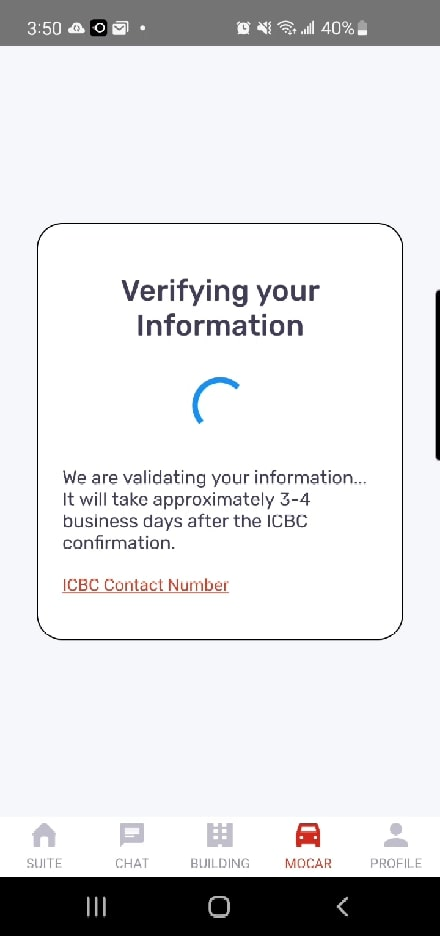 3:50 40%
Verifying your
Information
We are validating your information...
It will take approximately 3-4
business days after the ICBC
confirmation.
ICBC Contact Number
SUITE CHAT BUILDING MOCAR PROFILE